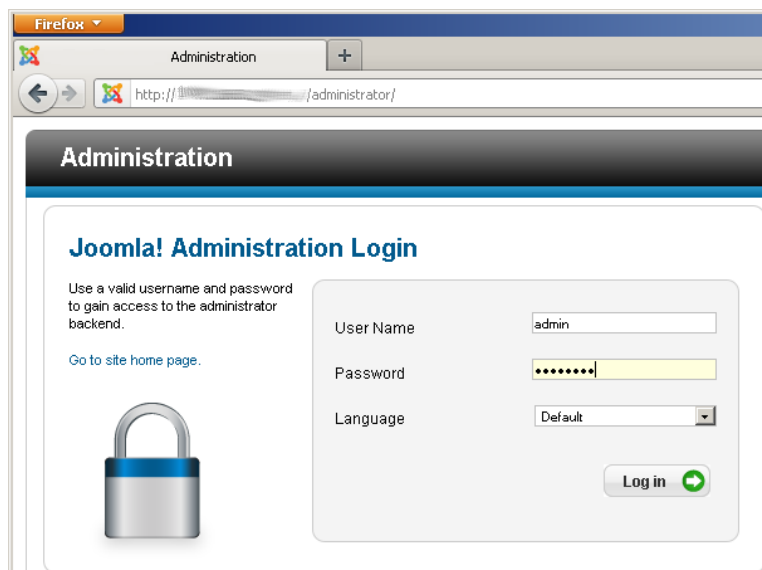 Firefox
Administration
http:// /administrator/
Administration
Joomla! Administration Login
Use a valid username and password
to gain access to the administrator
backend.
Go to site home page.
User Name admin
Password ••••••••
Language Default
Log in